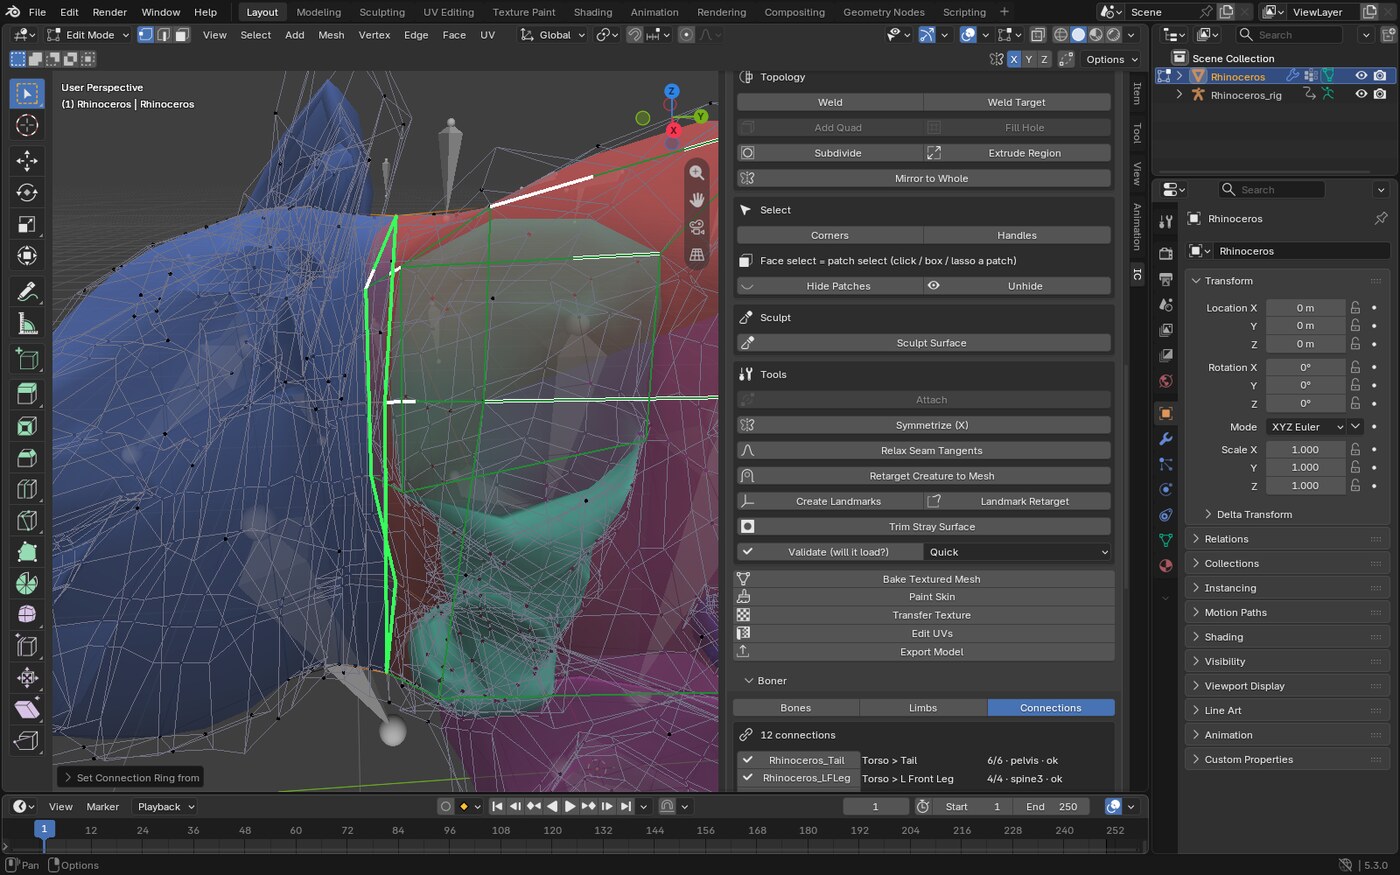 File Edit Render Window Help Layout Modeling Sculpting UV Editing Texture Paint Shading Animation Rendering Compositing Geometry Nodes Scripting + Scene ViewLayer
Edit Mode View Select Add Mesh Vertex Edge Face UV Global Search
X Y Z Options
User Perspective
(1) Rhinoceros | Rhinoceros
Z
Y
X
Set Connection Ring from
Topology
Weld Weld Target
Add Quad Fill Hole
Subdivide Extrude Region
Mirror to Whole
Select
Corners Handles
Face select = patch select (click / box / lasso a patch)
Hide Patches Unhide
Sculpt
Sculpt Surface
Tools
Attach
Symmetrize (X)
Relax Seam Tangents
Retarget Creature to Mesh
Create Landmarks Landmark Retarget
Trim Stray Surface
Validate (will it load?) Quick
Bake Textured Mesh
Paint Skin
Transfer Texture
Edit UVs
Export Model
Boner
Bones Limbs Connections
12 connections
Rhinoceros_Tail Torso > Tail 6/6 · pelvis · ok
Rhinoceros_LFLeg Torso > L Front Leg 4/4 · spine3 · ok
Item
Tool
View
Animation
IC
Scene Collection
Rhinoceros
Rhinoceros_rig
Search
Rhinoceros
Rhinoceros
Transform
Location X 0 m
Y 0 m
Z 0 m
Rotation X 0°
Y 0°
Z 0°
Mode XYZ Euler
Scale X 1.000
Y 1.000
Z 1.000
Delta Transform
Relations
Collections
Instancing
Motion Paths
Shading
Visibility
Viewport Display
Line Art
Animation
Custom Properties
View Marker Playback 1 Start 1 End 250
1 12 24 36 48 60 72 84 96 108 120 132 144 156 168 180 192 204 216 228 240 252
Pan Options 5.3.0